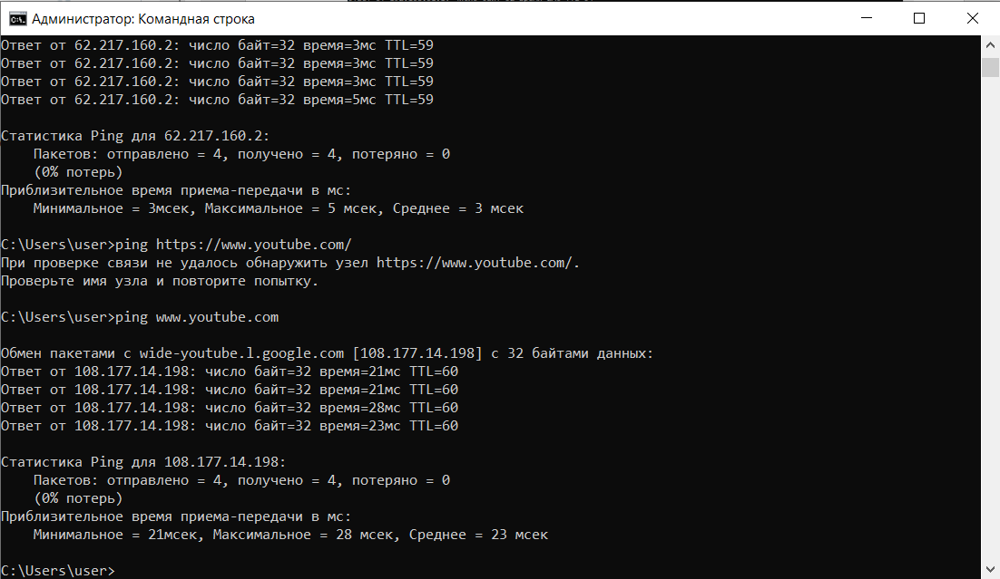 Администратор: Командная строка
Ответ от 62.217.160.2: число байт=32 время=3мс TTL=59
Ответ от 62.217.160.2: число байт=32 время=3мс TTL=59
Ответ от 62.217.160.2: число байт=32 время=3мс TTL=59
Ответ от 62.217.160.2: число байт=32 время=5мс TTL=59
Статистика Ping для 62.217.160.2:
Пакетов: отправлено = 4, получено = 4, потеряно = 0
(0% потерь)
Приблизительное время приема-передачи в мс:
Минимальное = 3мсек, Максимальное = 5 мсек, Среднее = 3 мсек
C:\Users\user>ping https://www.youtube.com/
При проверке связи не удалось обнаружить узел https://www.youtube.com/.
Проверьте имя узла и повторите попытку.
C:\Users\user>ping www.youtube.com
Обмен пакетами с wide-youtube.l.google.com [108.177.14.198] с 32 байтами данных:
Ответ от 108.177.14.198: число байт=32 время=21мс TTL=60
Ответ от 108.177.14.198: число байт=32 время=21мс TTL=60
Ответ от 108.177.14.198: число байт=32 время=28мс TTL=60
Ответ от 108.177.14.198: число байт=32 время=23мс TTL=60
Статистика Ping для 108.177.14.198:
Пакетов: отправлено = 4, получено = 4, потеряно = 0
(0% потерь)
Приблизительное время приема-передачи в мс:
Минимальное = 21мсек, Максимальное = 28 мсек, Среднее = 23 мсек
C:\Users\user>